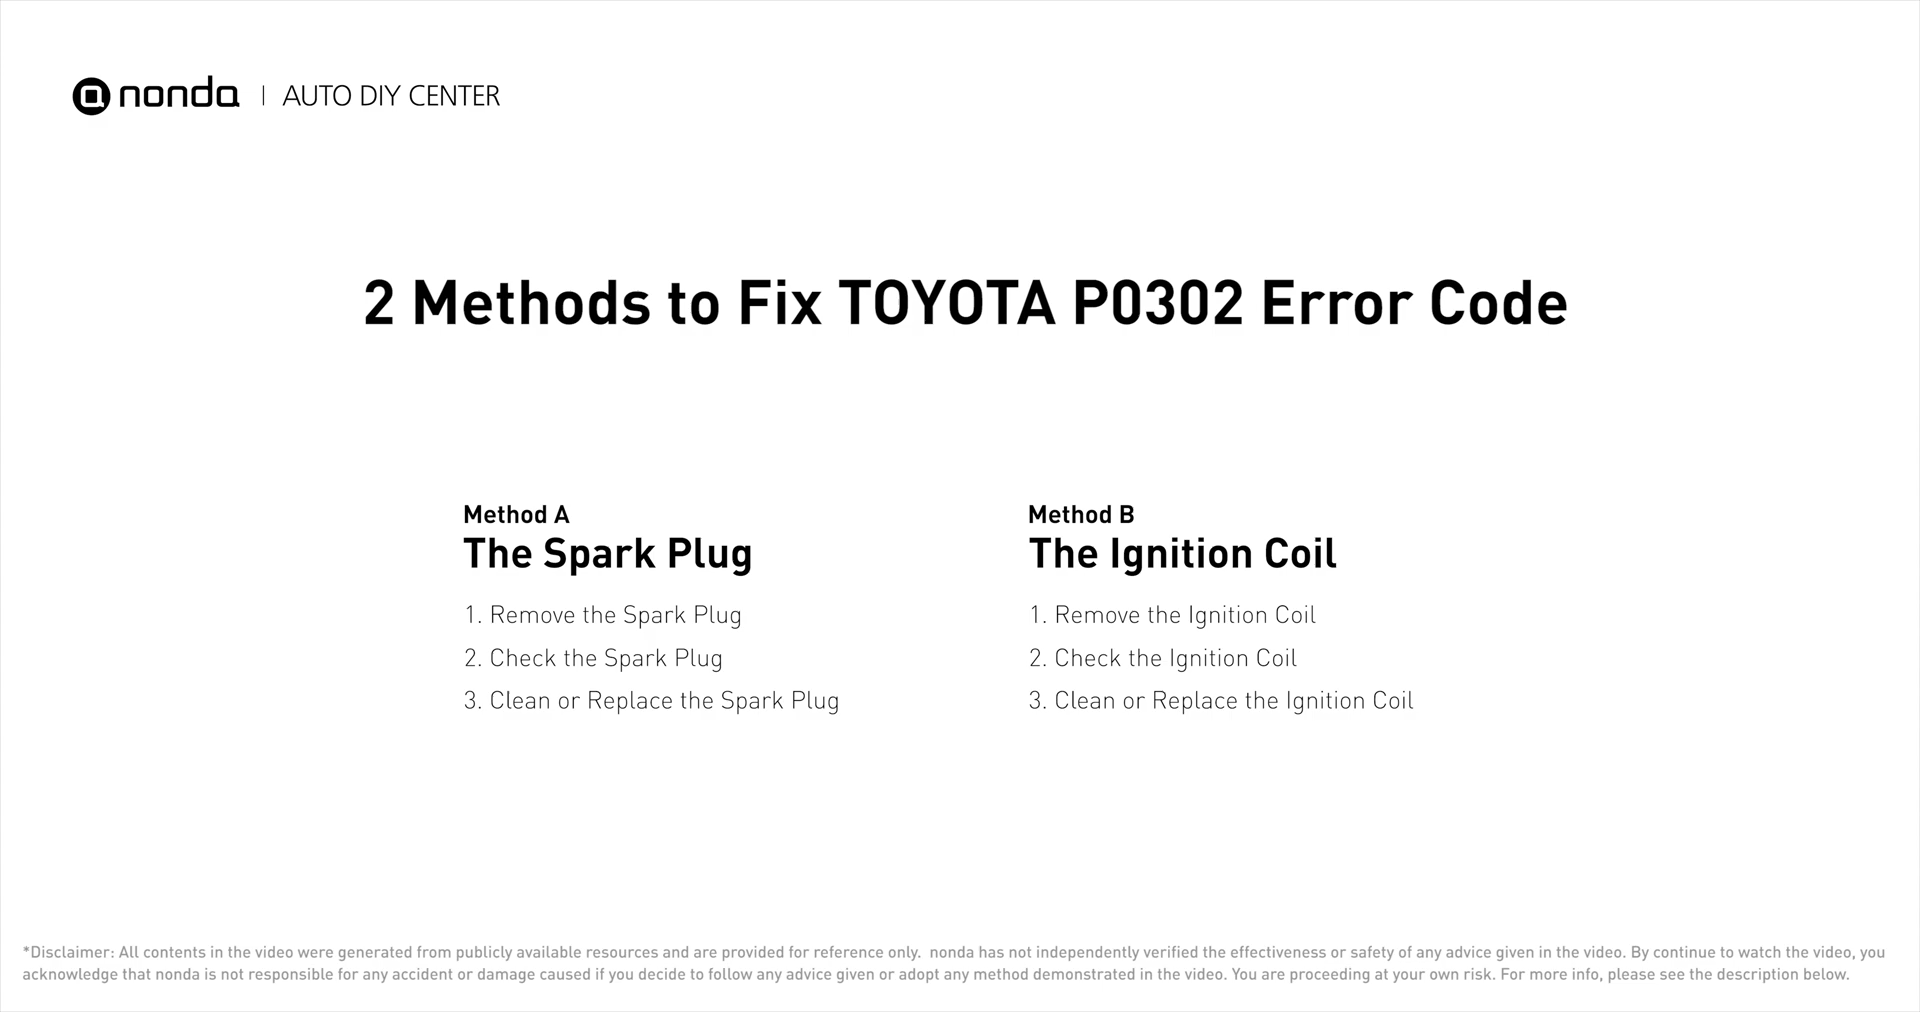 nonda | AUTO DIY CENTER
2 Methods to Fix TOYOTA P0302 Error Code
Method A
The Spark Plug
1. Remove the Spark Plug
2. Check the Spark Plug
3. Clean or Replace the Spark Plug
Method B
The Ignition Coil
1. Remove the Ignition Coil
2. Check the Ignition Coil
3. Clean or Replace the Ignition Coil
*Disclaimer: All contents in the video were generated from publicly available resources and are provided for reference only. nonda has not independently verified the effectiveness or safety of any advice given in the video. By continue to watch the video, you
acknowledge that nonda is not responsible for any accident or damage caused if you decide to follow any advice given or adopt any method demonstrated in the video. You are proceeding at your own risk. For more info, please see the description below.